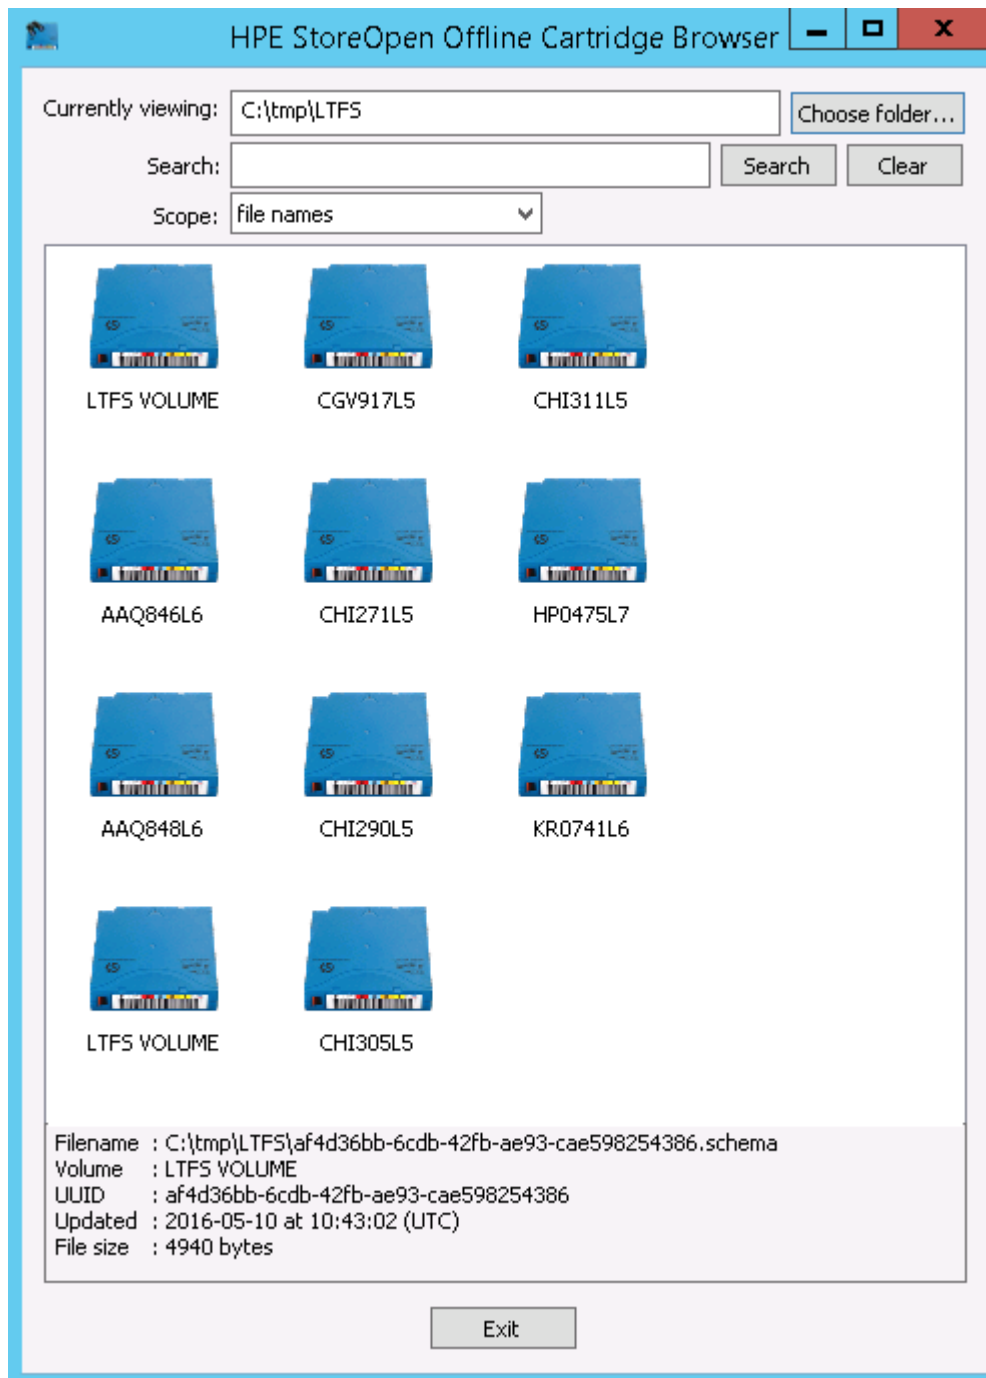 HPE StoreOpen Offline Cartridge Browser
Currently viewing: C:\tmp\LTFS Choose folder...
Search: Search Clear
Scope: file names
LTFS VOLUME CGV917L5 CHI311L5
AAQ846L6 CHI271L5 HP0475L7
AAQ848L6 CHI290L5 KR0741L6
LTFS VOLUME CHI305L5
Filename : C:\tmp\LTFS\af4d36bb-6cdb-42fb-ae93-cae598254386.schema
Volume : LTFS VOLUME
UUID : af4d36bb-6cdb-42fb-ae93-cae598254386
Updated : 2016-05-10 at 10:43:02 (UTC)
File size : 4940 bytes
Exit